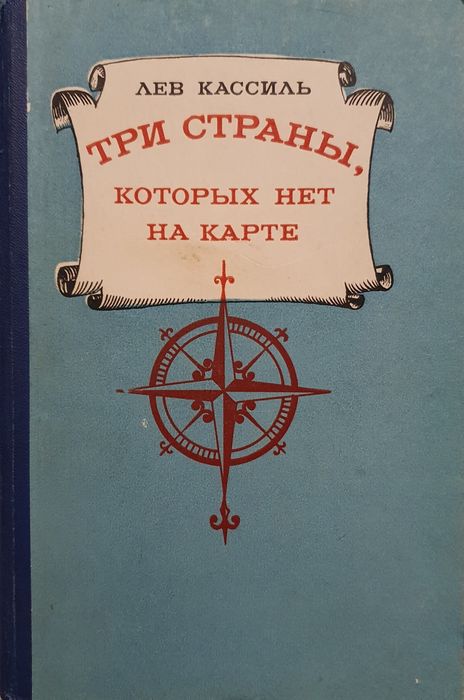 ЛЕВ КАССИЛЬ
ТРИ СТРАНЫ,
КОТОРЫХ НЕТ
НА КАРТЕ